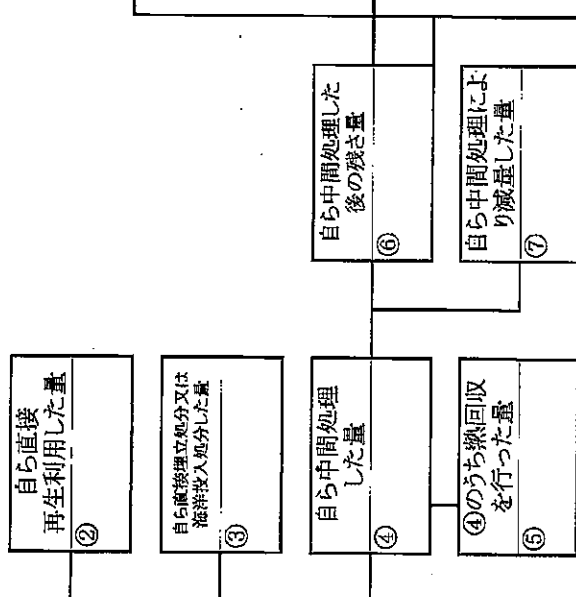 自ら直接
再生利用した量
②
自ら直接埋立処分又は
海洋投入処分した量
③
自ら中間処理
した量
④
④のうち熱回収
を行った量
⑤
自ら中間処理した
後の残さ量
⑥
自ら中間処理によ
り減量した量
⑦